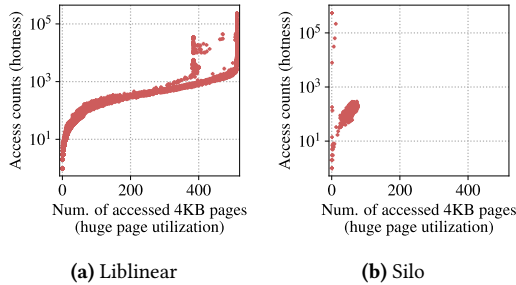 Access counts (hotness)
10^5
10^3
10^1
0
200
400
Num. of accessed 4KB pages
(huge page utilization)
(a) Liblinear
Access counts (hotness)
10^5
10^3
10^1
0
200
400
Num. of accessed 4KB pages
(huge page utilization)
(b) Silo